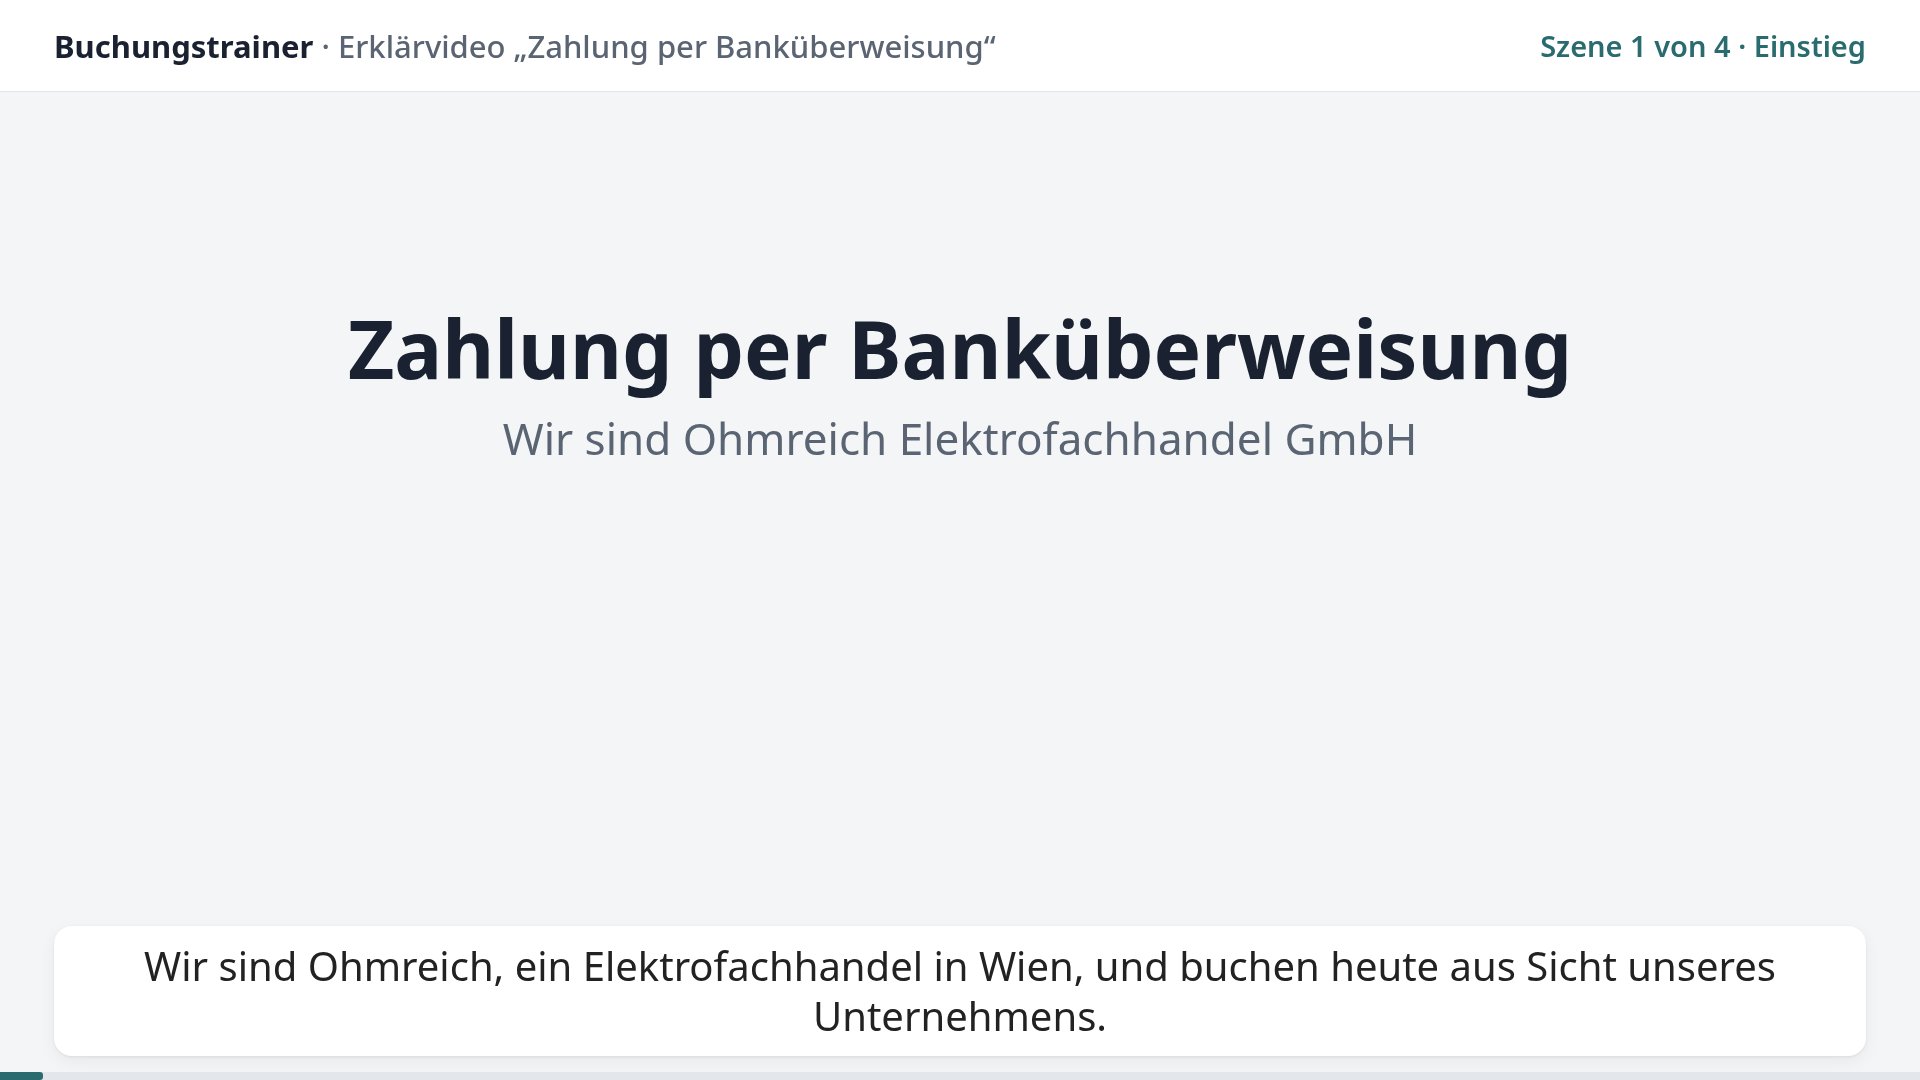 Buchungstrainer · Erklärvideo „Zahlung per Banküberweisung“
Szene 1 von 4 · Einstieg
Zahlung per Banküberweisung
Wir sind Ohmreich Elektrofachhandel GmbH
Wir sind Ohmreich, ein Elektrofachhandel in Wien, und buchen heute aus Sicht unseres
Unternehmens.